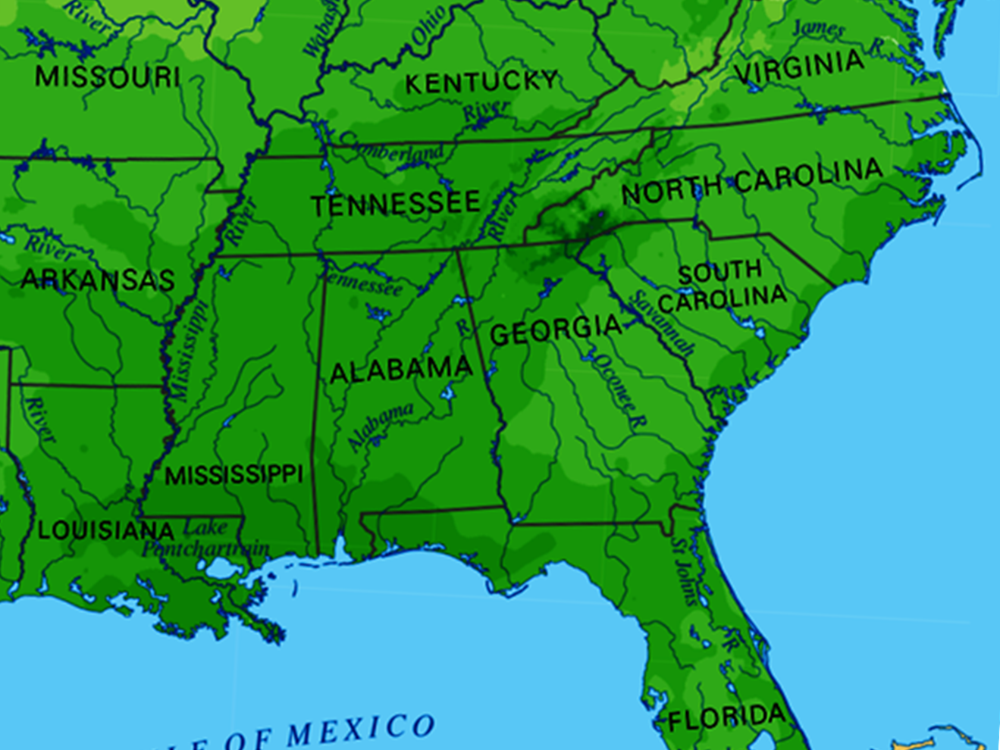 River
Wabash
Ohio
James
R.
MISSOURI
KENTUCKY
VIRGINIA
River
Cumberland
TENNESSEE
NORTH CAROLINA
River
River
River
ARKANSAS
Tennessee
SOUTH
CAROLINA
Savannah
R.
Mississippi
R
GEORGIA
ALABAMA
Oconee R
River
Alabama
MISSISSIPPI
LOUISIANA
Lake
Pontchartrain
St Johns
R
FLORIDA
OF MEXICO